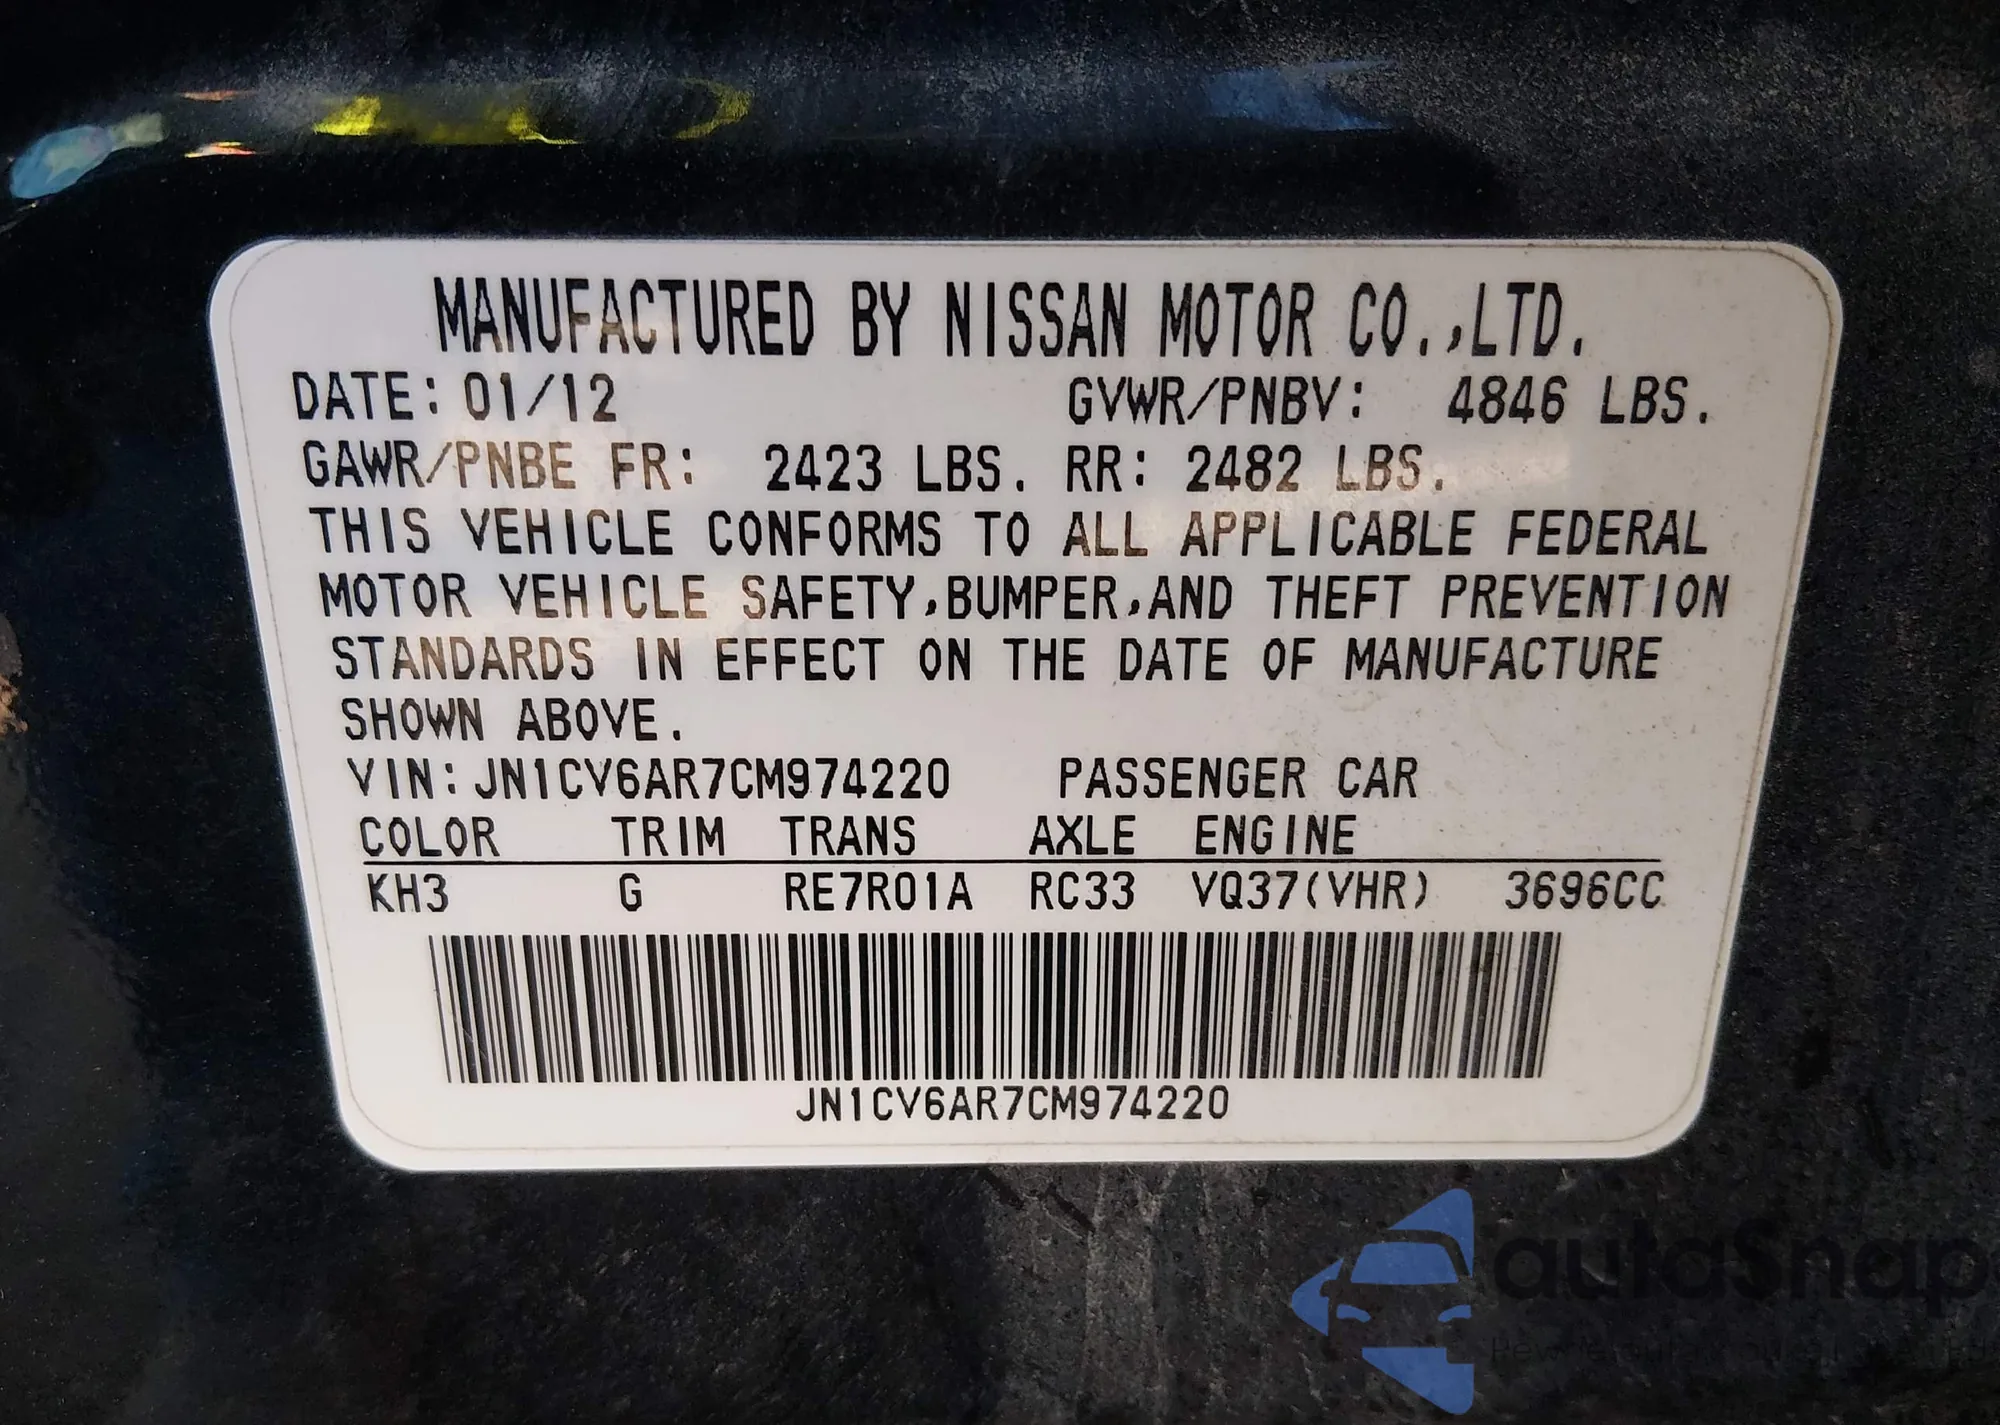 MANUFACTURED BY NISSAN MOTOR CO.,LTD.
DATE: 01/12 GVWR/PNBV: 4846 LBS.
GAWR/PNBE FR: 2423 LBS. RR: 2482 LBS.
THIS VEHICLE CONFORMS TO ALL APPLICABLE FEDERAL
MOTOR VEHICLE SAFETY,BUMPER,AND THEFT PREVENTION
STANDARDS IN EFFECT ON THE DATE OF MANUFACTURE
SHOWN ABOVE.
VIN:JN1CV6AR7CM974220 PASSENGER CAR
COLOR TRIM TRANS AXLE ENGINE
KH3 G RE7R01A RC33 VQ37(VHR) 3696CC
JN1CV6AR7CM974220
autoSnap